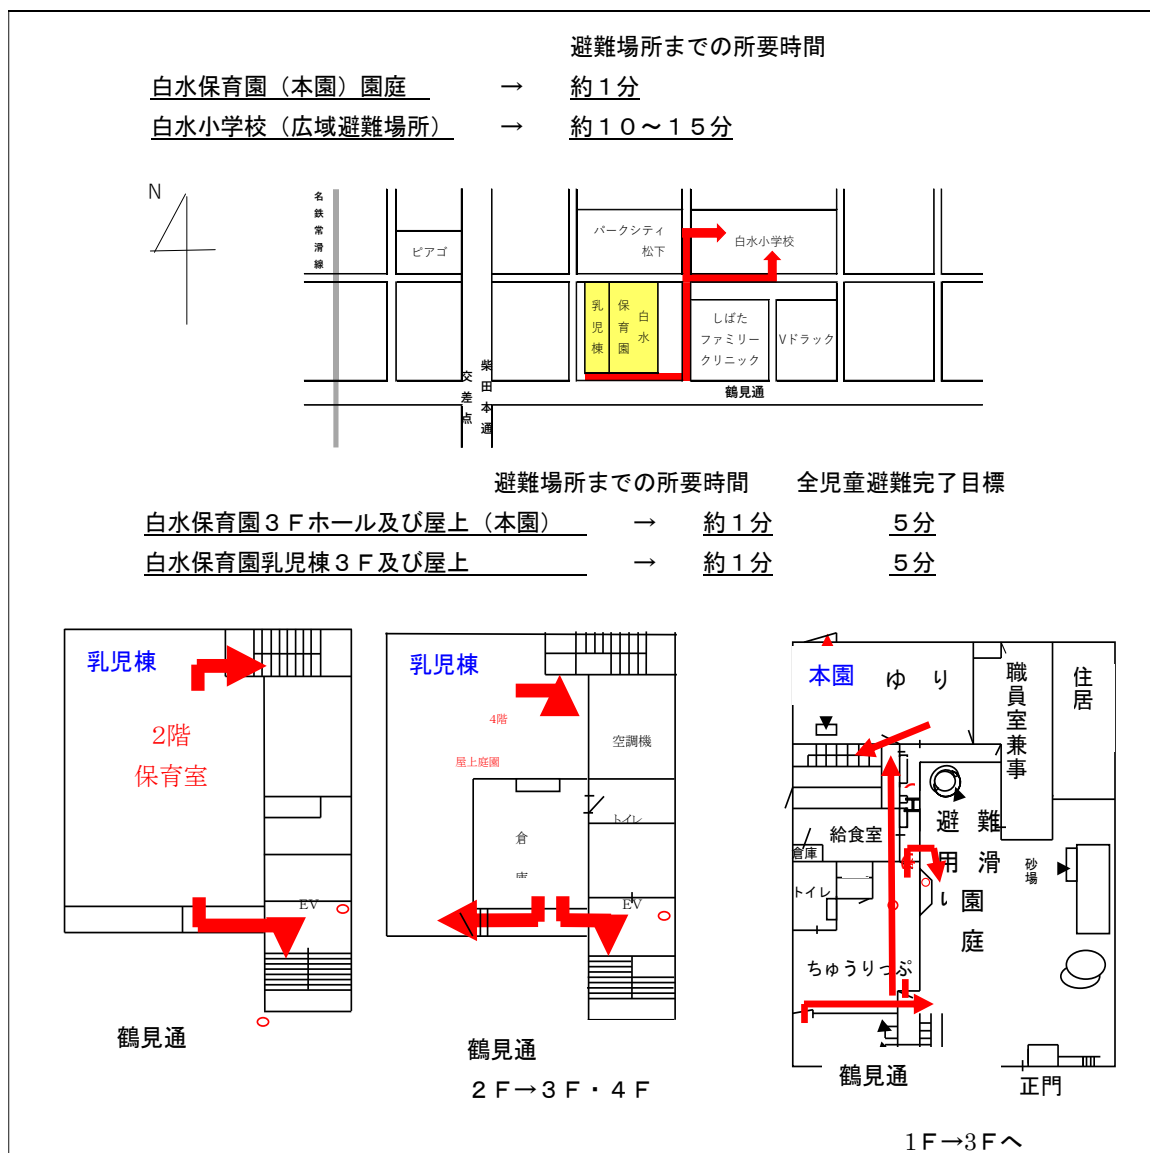 避難場所までの所要時間
白水保育園（本園）園庭 → 約１分
白水小学校（広域避難場所） → 約１０～１５分
N
名鉄常滑線
ピアゴ
パークシティ
松下
白水小学校
乳児棟
保育園
白水
しばた
ファミリー
クリニック
Vドラック
柴田本通
交差点
鶴見通
避難場所までの所要時間 全児童避難完了目標
白水保育園３Ｆホール及び屋上（本園） → 約１分 ５分
白水保育園乳児棟３Ｆ及び屋上 → 約１分 ５分
乳児棟
2階
保育室
EV
鶴見通
乳児棟
4階
屋上庭園
空調機
トイレ
倉
庫
EV
鶴見通
２Ｆ→３Ｆ・４Ｆ
本園
ゆり
職員室兼事
住居
避難
用滑
し
園庭
給食室
倉庫
トイレ
砂場
ちゅうりっぷ
鶴見通
正門
1Ｆ→3Ｆへ